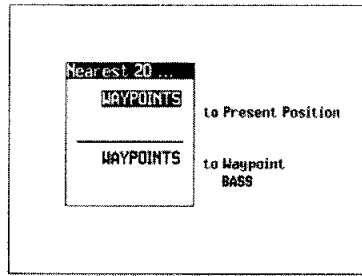 Nearest 20 ...
WAYPOINTS
to Present Position
WAYPOINTS
to Waypoint
BASS